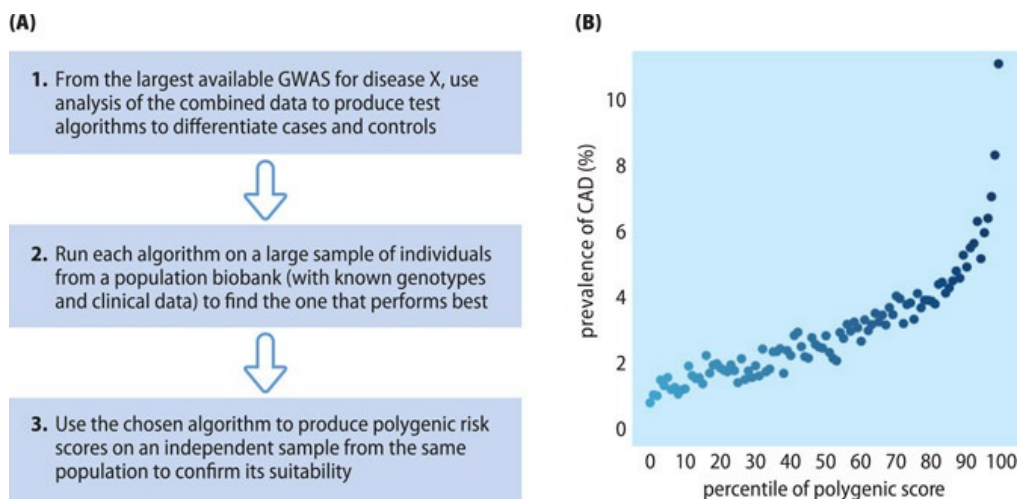 (A)
1. From the largest available GWAS for disease X, use
analysis of the combined data to produce test
algorithms to differentiate cases and controls
2. Run each algorithm on a large sample of individuals
from a population biobank (with known genotypes
and clinical data) to find the one that performs best
3. Use the chosen algorithm to produce polygenic risk
scores on an independent sample from the same
population to confirm its suitability
(B)
prevalence of CAD (%)
10
8
6
4
2
0
0 10 20 30 40 50 60 70 80 90 100
percentile of polygenic score